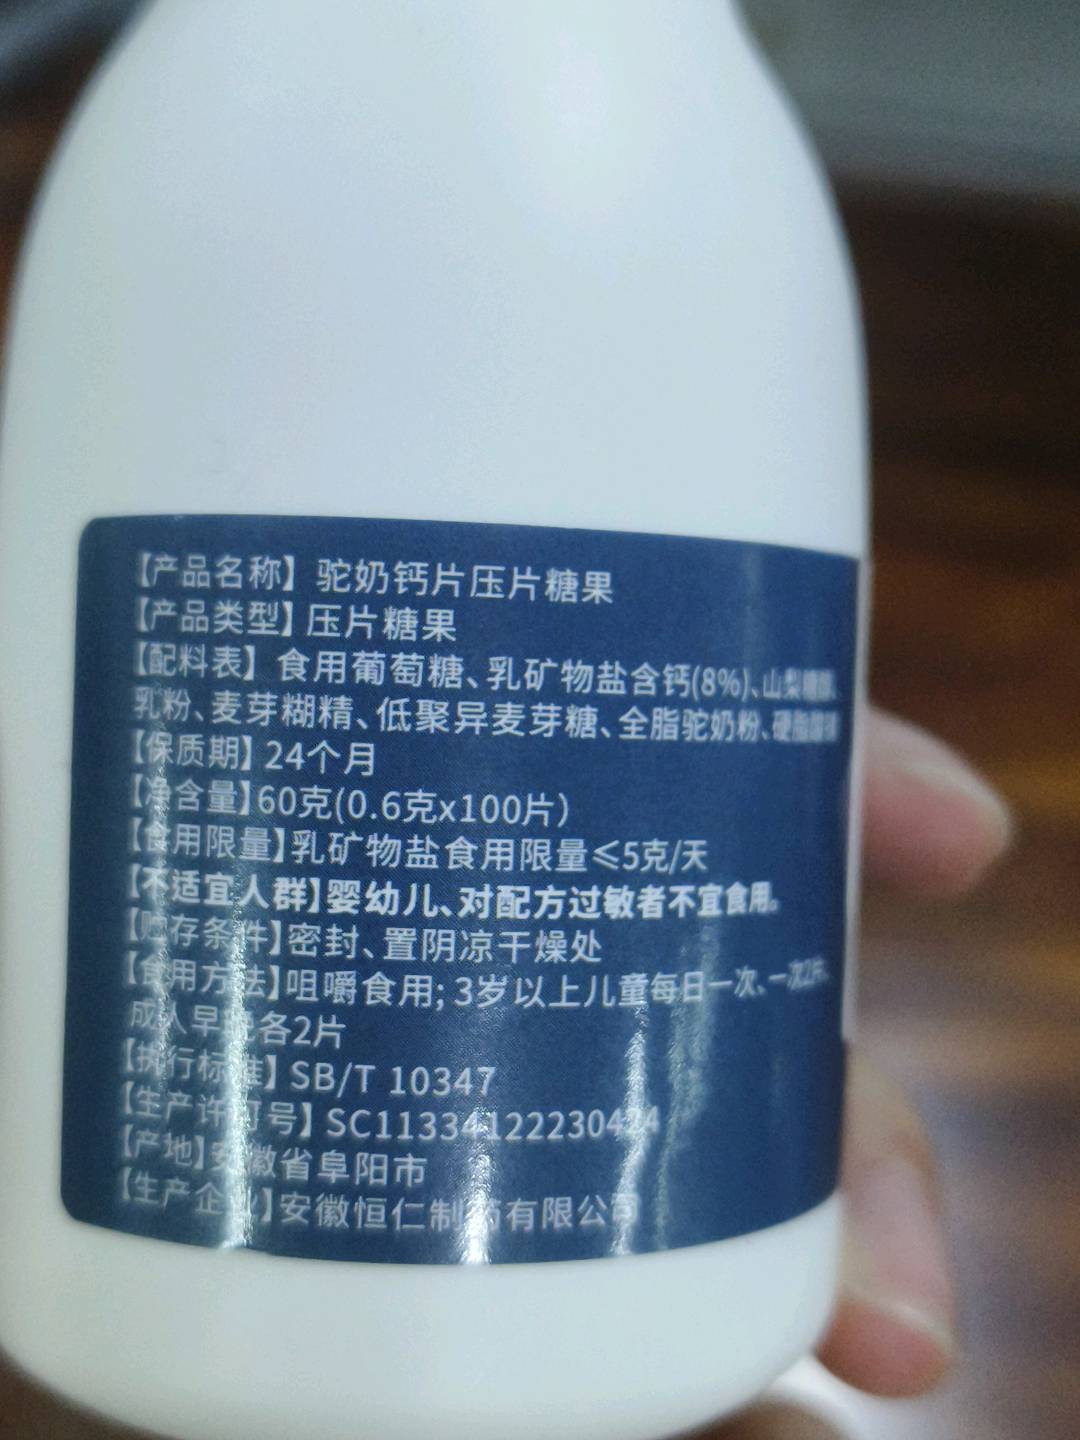 【产品名称】 驼奶钙片压片糖果
【产品类型】压片糖果
【配料表】 食用葡萄糖、乳矿物盐含钙(8%)、山梨糖醇、
乳粉、麦芽糊精、低聚异麦芽糖、全脂驼奶粉、硬脂酸镁
【保质期】 24个月
【净含量】60克(0.6克x100片)
【食用限量】乳矿物盐食用限量≤5克/天
【不适宜人群】婴幼儿、对配方过敏者不宜食用。
【贮存条件】密封、置阴凉干燥处
【食用方法】咀嚼食用; 3岁以上儿童每日一次、一次2片、
成人早晚各2片
【执行标准】 SB/T 10347
【生产许可号】 SC11334122230424
【产地】安徽省阜阳市
【生产企业】安徽恒仁制药有限公司